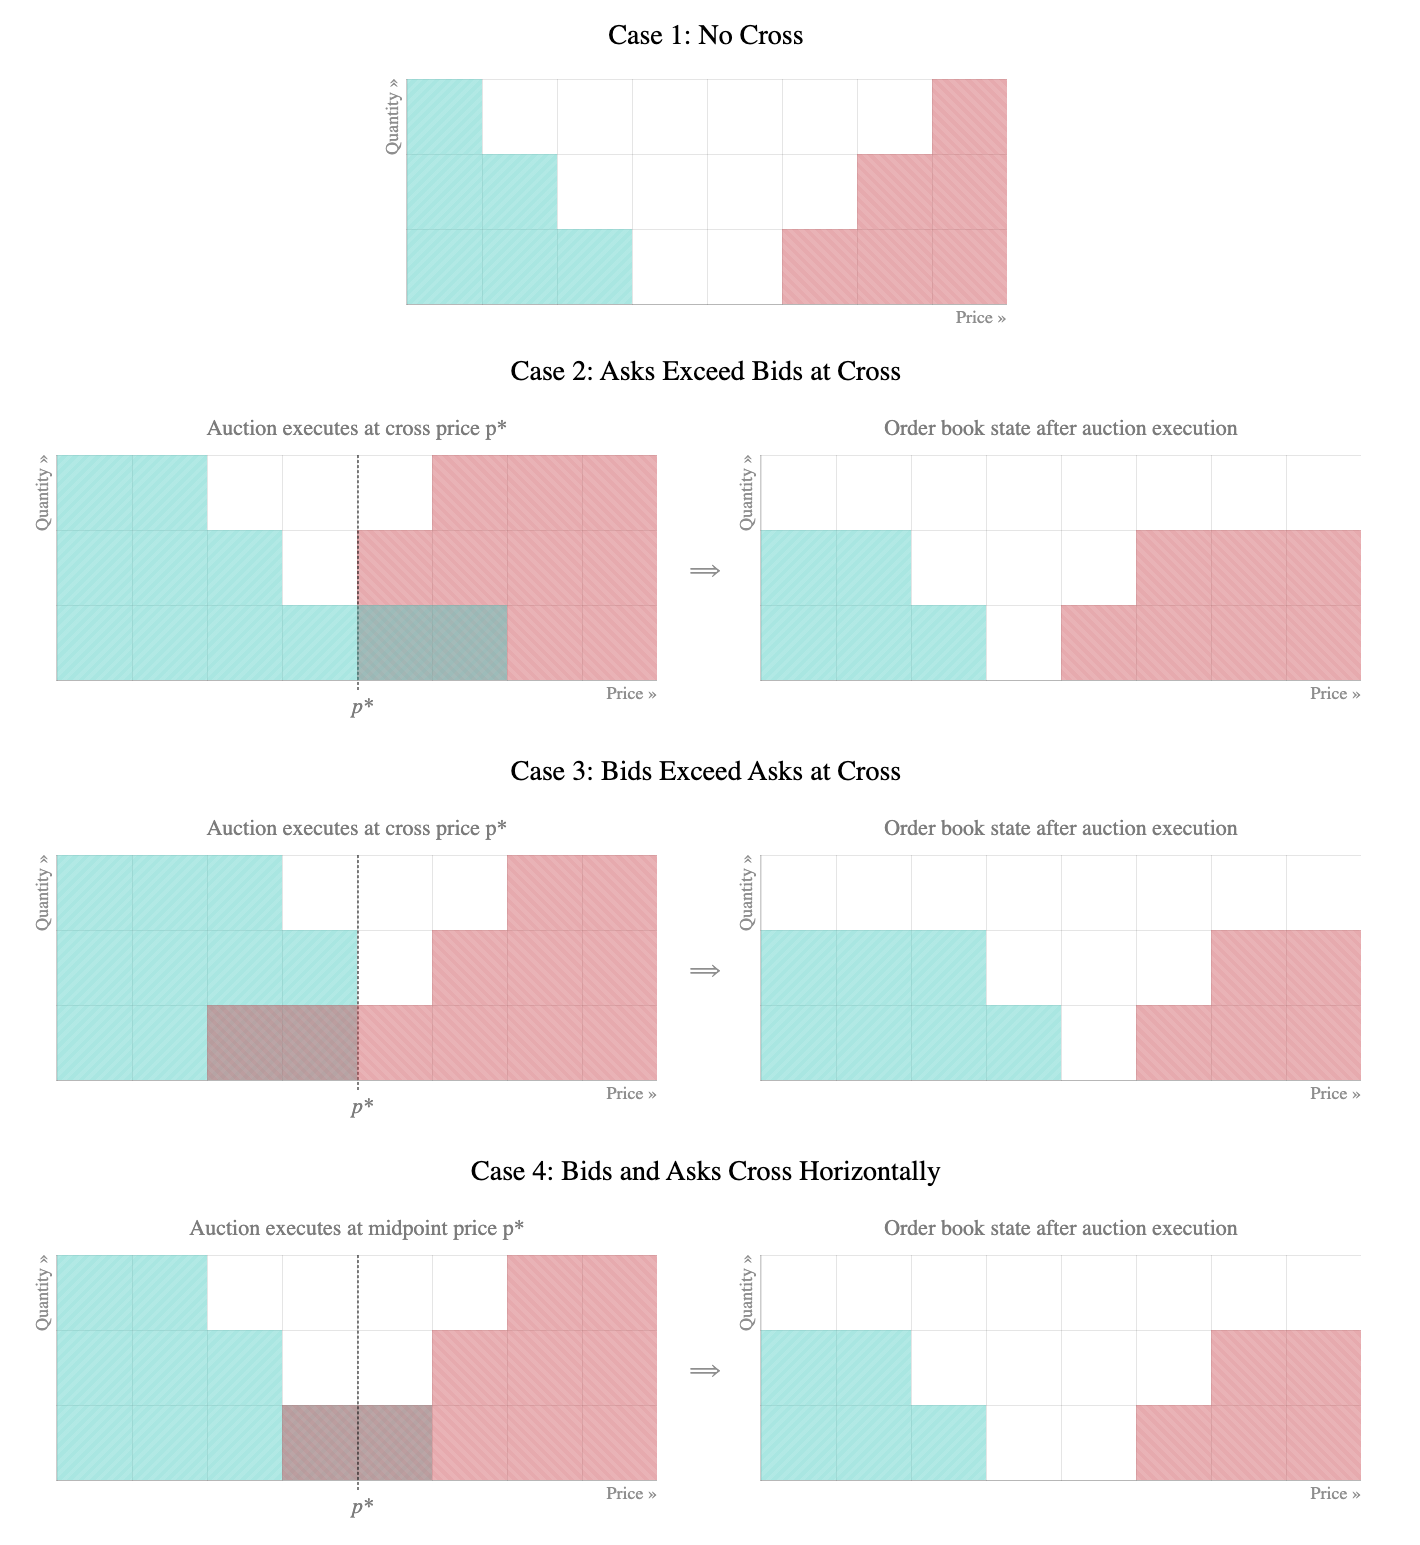 Case 1: No Cross
Quantity »
Price »
Case 2: Asks Exceed Bids at Cross
Auction executes at cross price p*
Order book state after auction execution
Quantity »
Price »
p*
⟹
Quantity »
Price »
Case 3: Bids Exceed Asks at Cross
Auction executes at cross price p*
Order book state after auction execution
Quantity »
Price »
p*
⟹
Quantity »
Price »
Case 4: Bids and Asks Cross Horizontally
Auction executes at midpoint price p*
Order book state after auction execution
Quantity »
Price »
p*
⟹
Quantity »
Price »